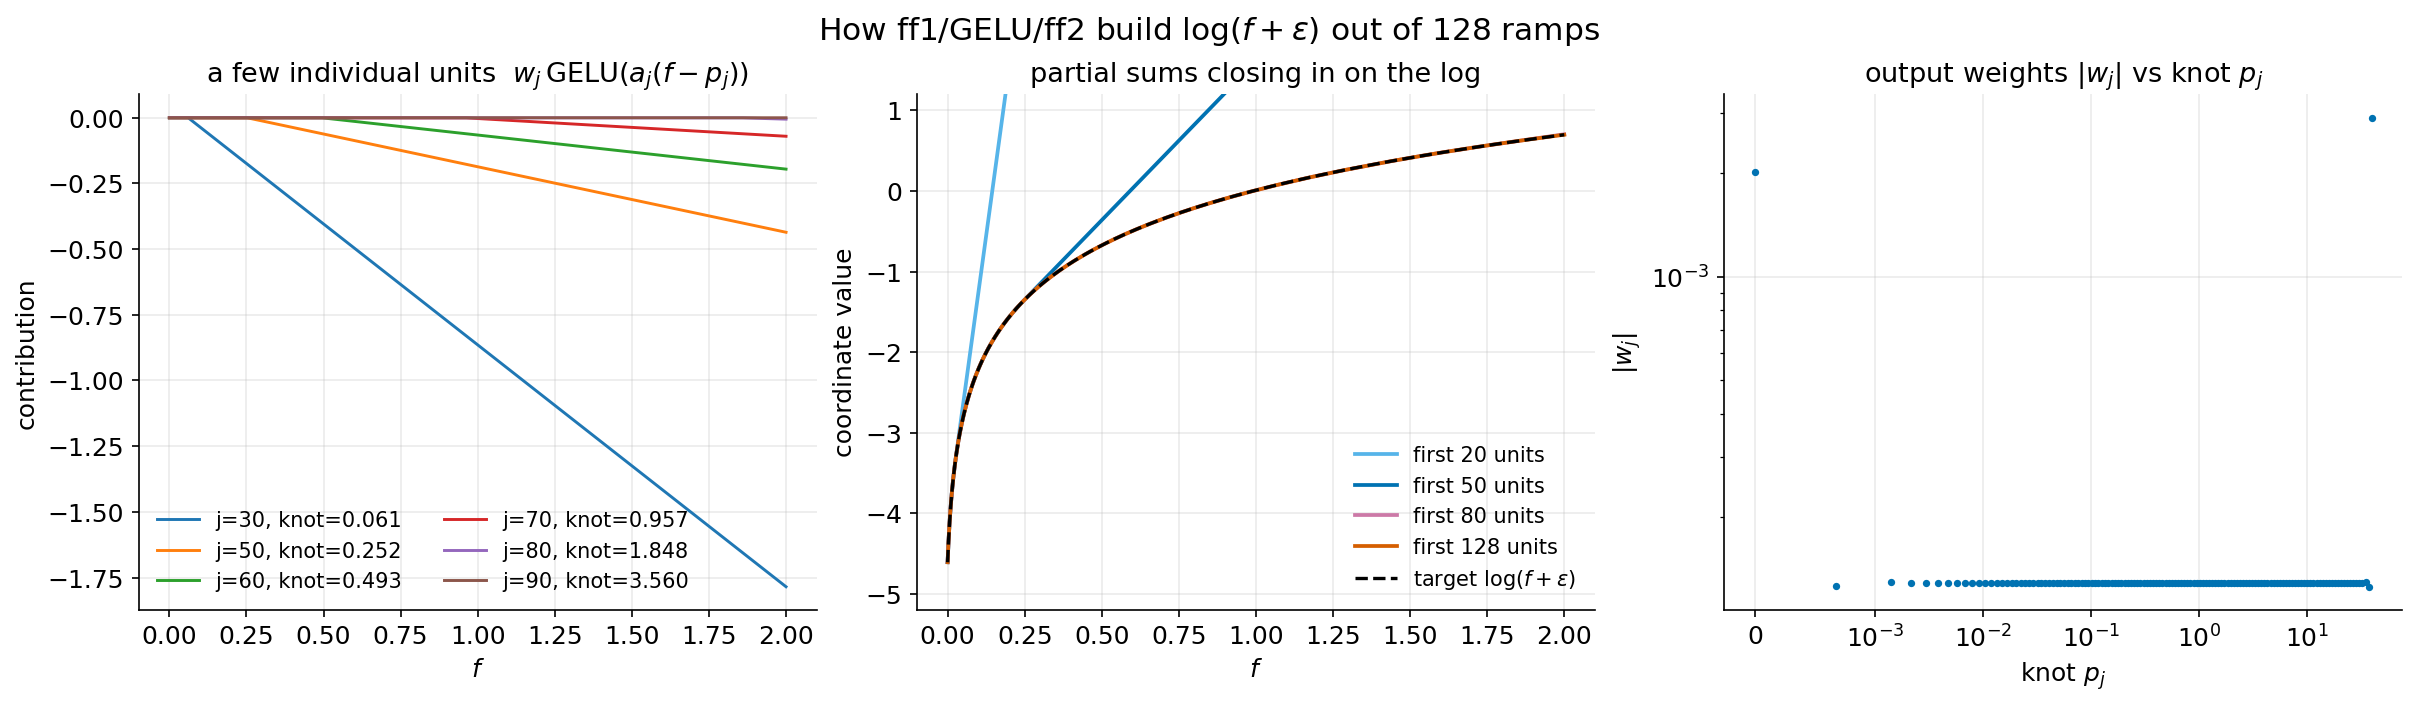 How ff1/GELU/ff2 build log(f + ε) out of 128 ramps
a few individual units w_j GELU(a_j(f − p_j))
contribution
0.00
−0.25
−0.50
−0.75
−1.00
−1.25
−1.50
−1.75
j=30, knot=0.061
j=50, knot=0.252
j=60, knot=0.493
j=70, knot=0.957
j=80, knot=1.848
j=90, knot=3.560
0.00 0.25 0.50 0.75 1.00 1.25 1.50 1.75 2.00
f
partial sums closing in on the log
coordinate value
1
0
−1
−2
−3
−4
−5
first 20 units
first 50 units
first 80 units
first 128 units
target log(f + ε)
0.00 0.25 0.50 0.75 1.00 1.25 1.50 1.75 2.00
f
output weights |w_j| vs knot p_j
|w_j|
10⁻³
0 10⁻³ 10⁻² 10⁻¹ 10⁰ 10¹
knot p_j